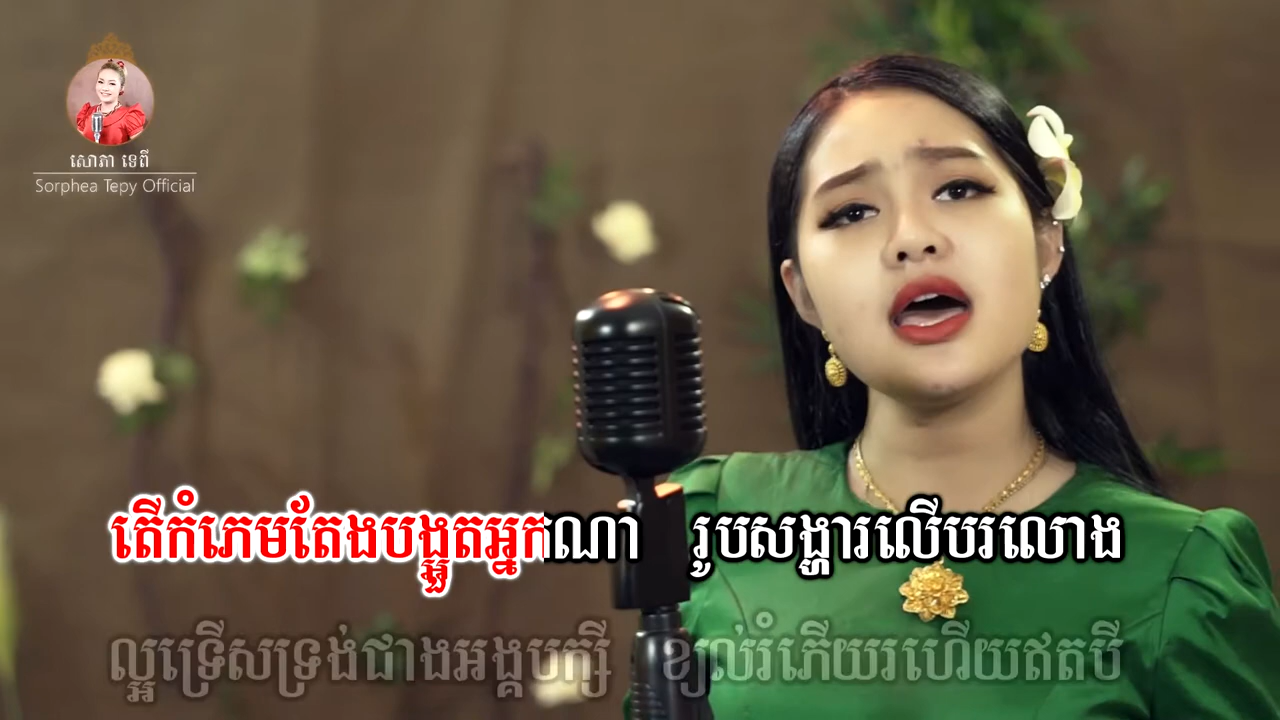 សោភា ទេពី
Sorphea Tepy Official
តើកំភេមតែងបង្អួតអ្នកណា រូបសង្ហារលើបរលោង
ល្អទ្រើសទ្រង់ជាងអង្គបក្សី ខ្យល់រំភើយរហើយឥតមី